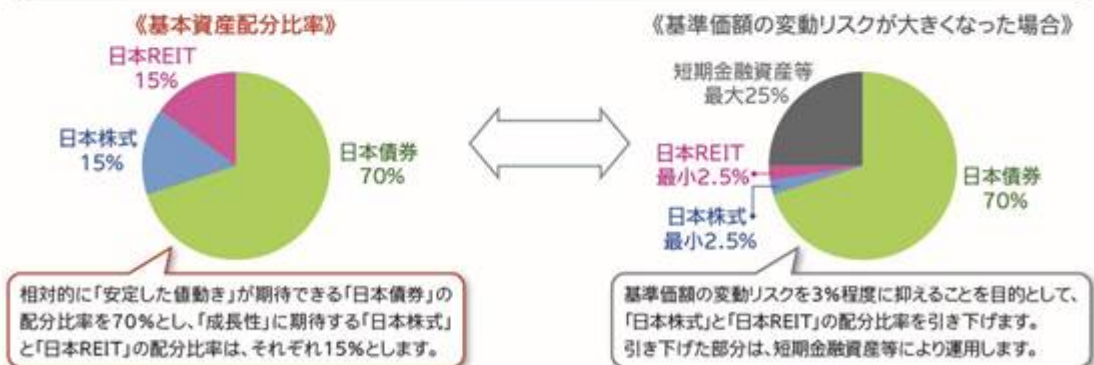 《基本資産配分比率》
日本REIT
15%
日本株式
15%
日本債券
70%
相対的に「安定した値動き」が期待できる「日本債券」の
配分比率を70%とし、「成長性」に期待する「日本株式」
と「日本REIT」の配分比率は、それぞれ15%とします。
《基準価額の変動リスクが大きくなった場合》
短期金融資産等
最大25%
日本REIT
最小2.5%
日本株式
最小2.5%
日本債券
70%
基準価額の変動リスクを3%程度に抑えることを目的として、
「日本株式」と「日本REIT」の配分比率を引き下げます。
引き下げた部分は、短期金融資産等により運用します。